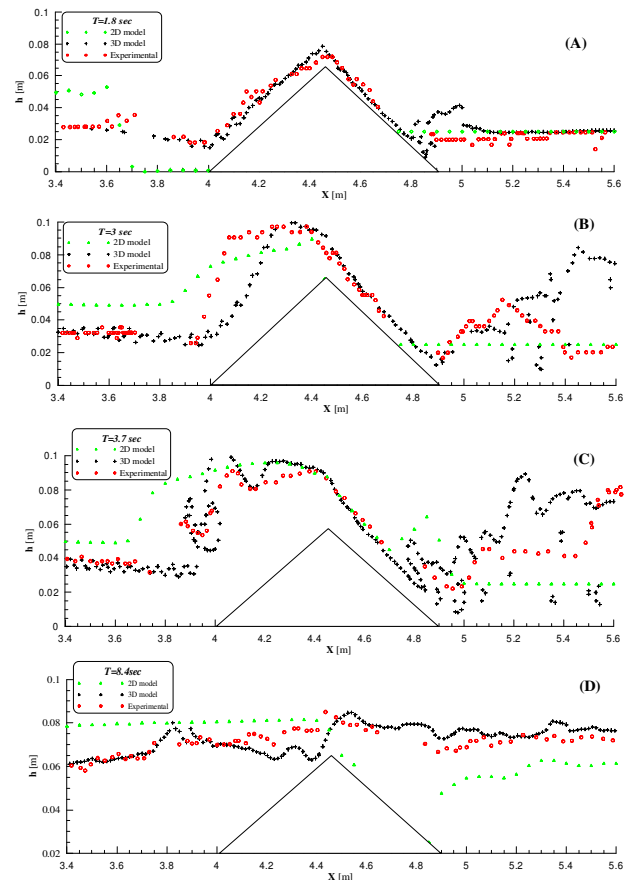 T=1.8 sec
2D model
3D model
Experimental
(A)
0.1
0.08
0.06
0.04
0.02
0
h [m]
3.4 3.6 3.8 4 4.2 4.4 4.6 4.8 5 5.2 5.4 5.6
X [m]
T=3 sec
2D model
3D model
Experimental
(B)
0.1
0.08
0.06
0.04
0.02
0
h [m]
3.4 3.6 3.8 4 4.2 4.4 4.6 4.8 5 5.2 5.4 5.6
X [m]
T=3.7 sec
2D model
3D model
Experimental
(C)
0.1
0.08
0.06
0.04
0.02
0
h [m]
3.4 3.6 3.8 4 4.2 4.4 4.6 4.8 5 5.2 5.4 5.6
X [m]
T=8.4sec
2D model
3D model
Experimental
(D)
0.1
0.08
0.06
0.04
0.02
h [m]
3.4 3.6 3.8 4 4.2 4.4 4.6 4.8 5 5.2 5.4 5.6
X [m]